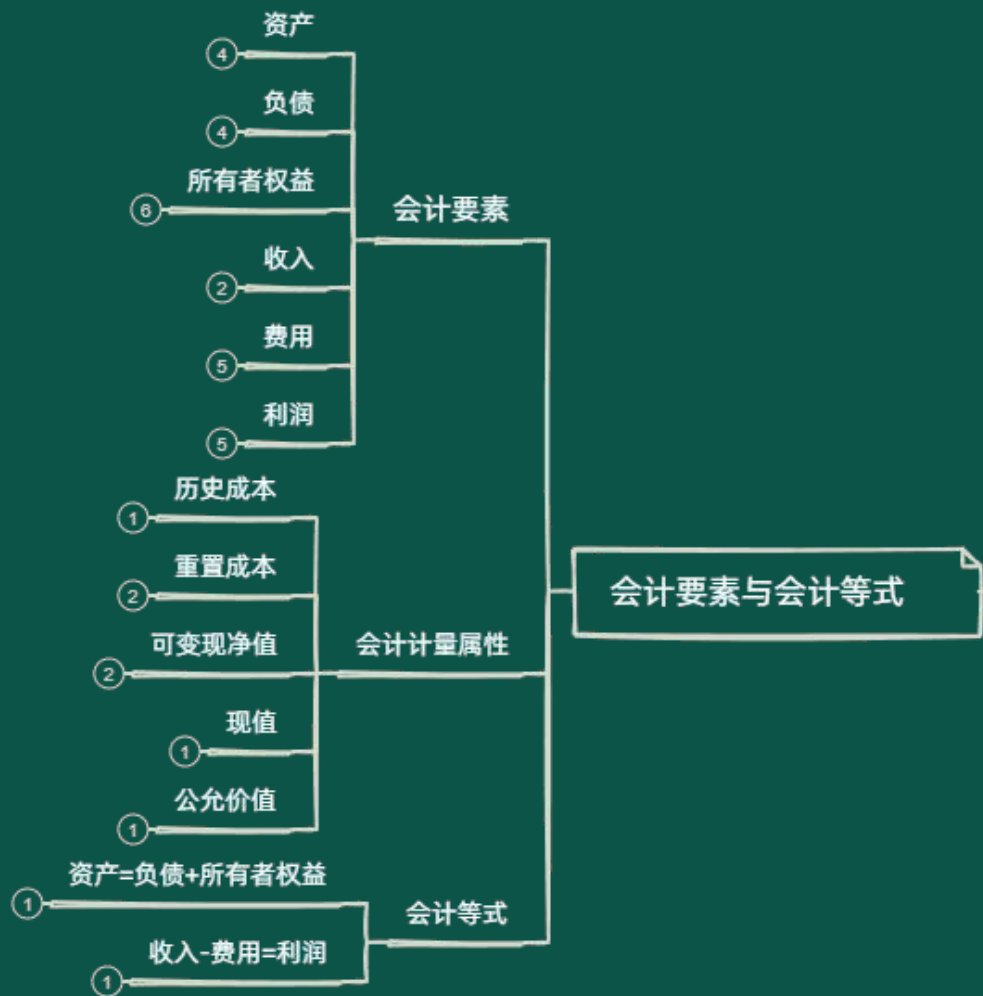 资产
④
负债
④
所有者权益
⑥
会计要素
收入
②
费用
⑤
利润
⑤
历史成本
①
重置成本
②
会计要素与会计等式
可变现净值
②
会计计量属性
现值
①
公允价值
①
资产=负债+所有者权益
①
会计等式
收入-费用=利润
①